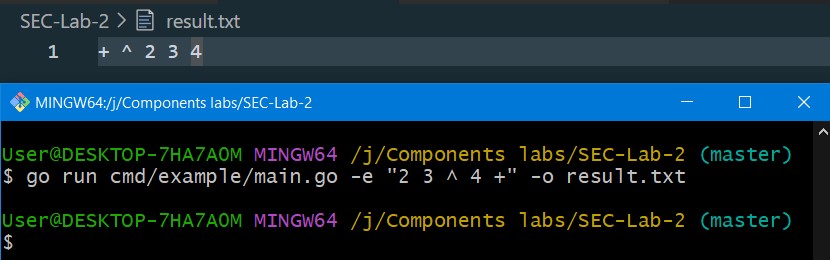 SEC-Lab-2 > result.txt
1 + ^ 2 3 4
MINGW64:/j/Components labs/SEC-Lab-2
User@DESKTOP-7HA7AOM MINGW64 /j/Components labs/SEC-Lab-2 (master)
$ go run cmd/example/main.go -e "2 3 ^ 4 +" -o result.txt
User@DESKTOP-7HA7AOM MINGW64 /j/Components labs/SEC-Lab-2 (master)
$